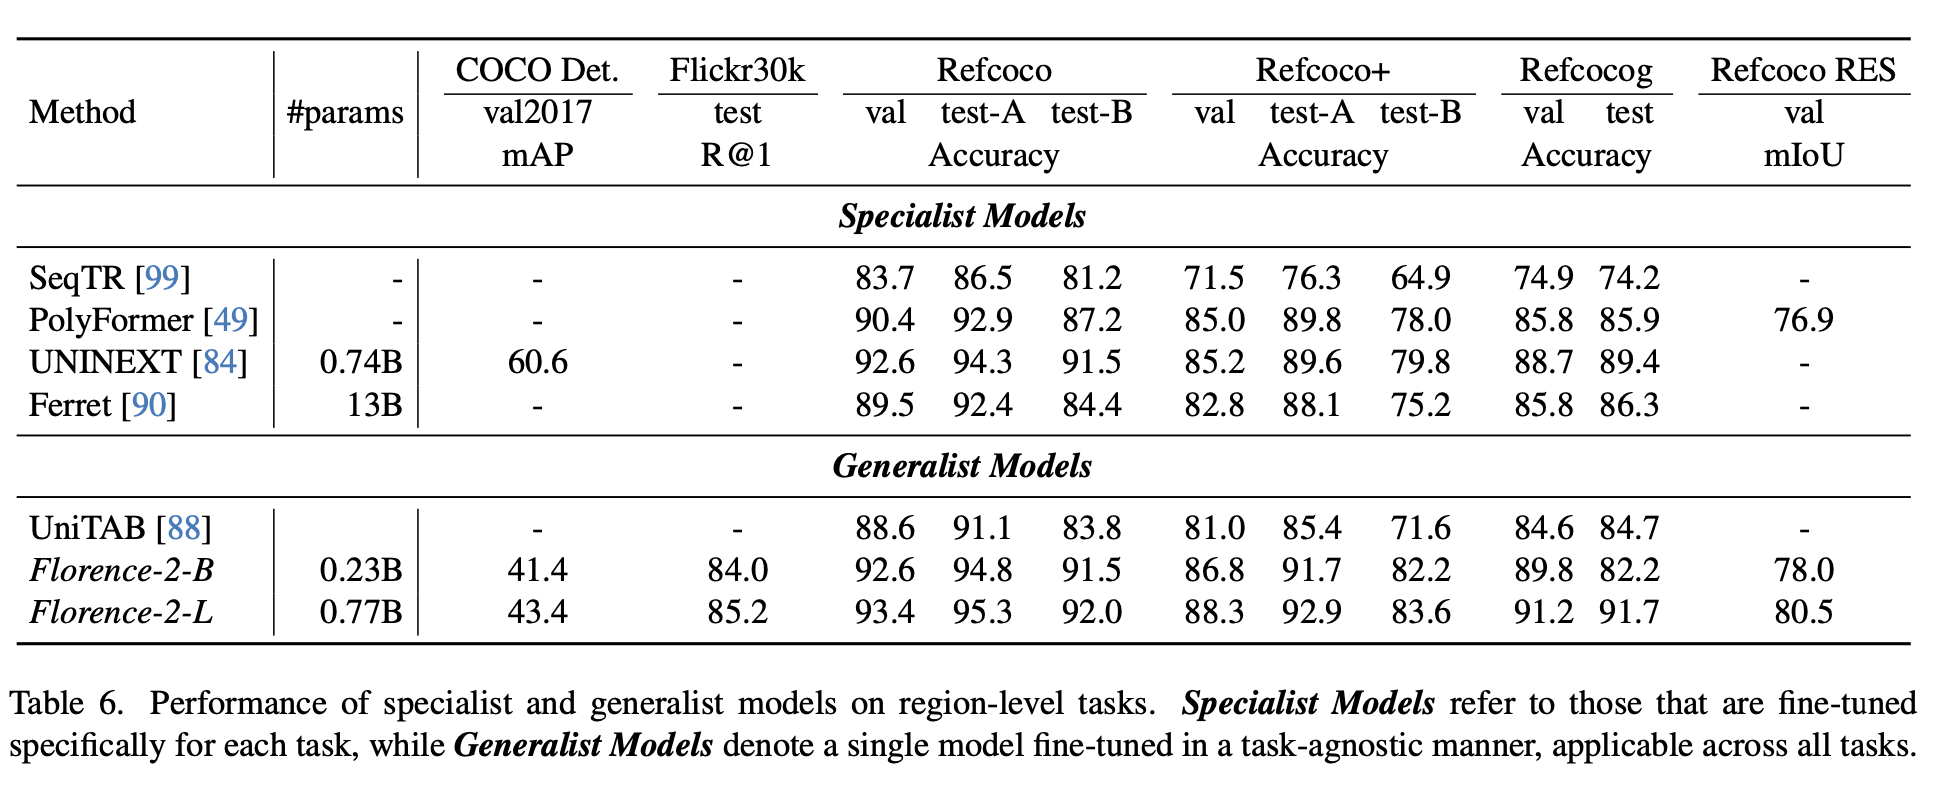 COCO Det. Flickr30k Refcoco Refcoco+ Refcocog Refcoco RES
Method #params val2017 test val test-A test-B val test-A test-B val test val
mAP R@1 Accuracy Accuracy Accuracy mIoU
Specialist Models
SeqTR [99] - - - 83.7 86.5 81.2 71.5 76.3 64.9 74.9 74.2 -
PolyFormer [49] - - - 90.4 92.9 87.2 85.0 89.8 78.0 85.8 85.9 76.9
UNINEXT [84] 0.74B 60.6 - 92.6 94.3 91.5 85.2 89.6 79.8 88.7 89.4 -
Ferret [90] 13B - - 89.5 92.4 84.4 82.8 88.1 75.2 85.8 86.3 -
Generalist Models
UniTAB [88] - - 88.6 91.1 83.8 81.0 85.4 71.6 84.6 84.7 -
Florence-2-B 0.23B 41.4 84.0 92.6 94.8 91.5 86.8 91.7 82.2 89.8 82.2 78.0
Florence-2-L 0.77B 43.4 85.2 93.4 95.3 92.0 88.3 92.9 83.6 91.2 91.7 80.5
Table 6. Performance of specialist and generalist models on region-level tasks. Specialist Models refer to those that are fine-tuned
specifically for each task, while Generalist Models denote a single model fine-tuned in a task-agnostic manner, applicable across all tasks.